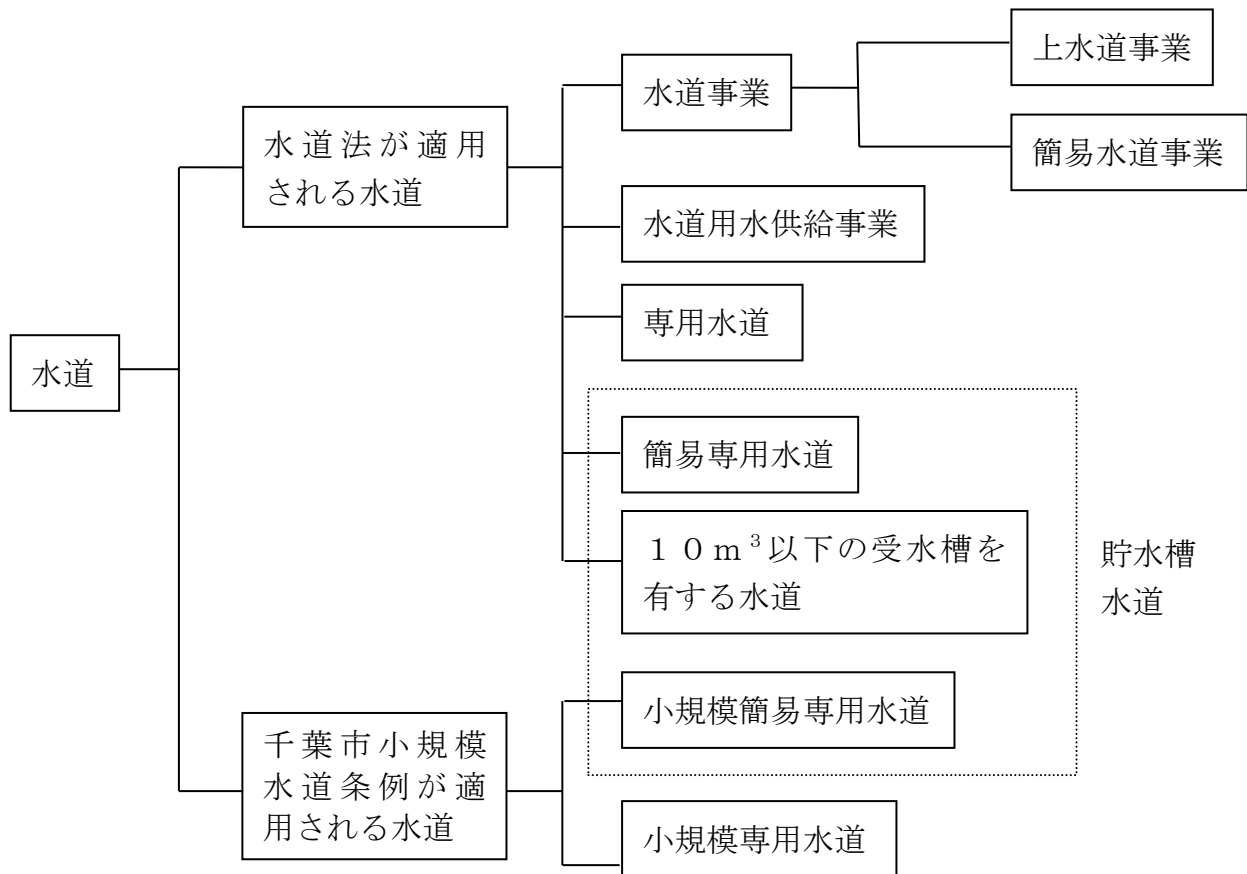 上水道事業
水道事業
簡易水道事業
水道法が適用
される水道
水道用水供給事業
専用水道
水道
簡易専用水道
１０ｍ³以下の受水槽を
有する水道
貯水槽
水道
小規模簡易専用水道
千葉市小規模
水道条例が適
用される水道
小規模専用水道